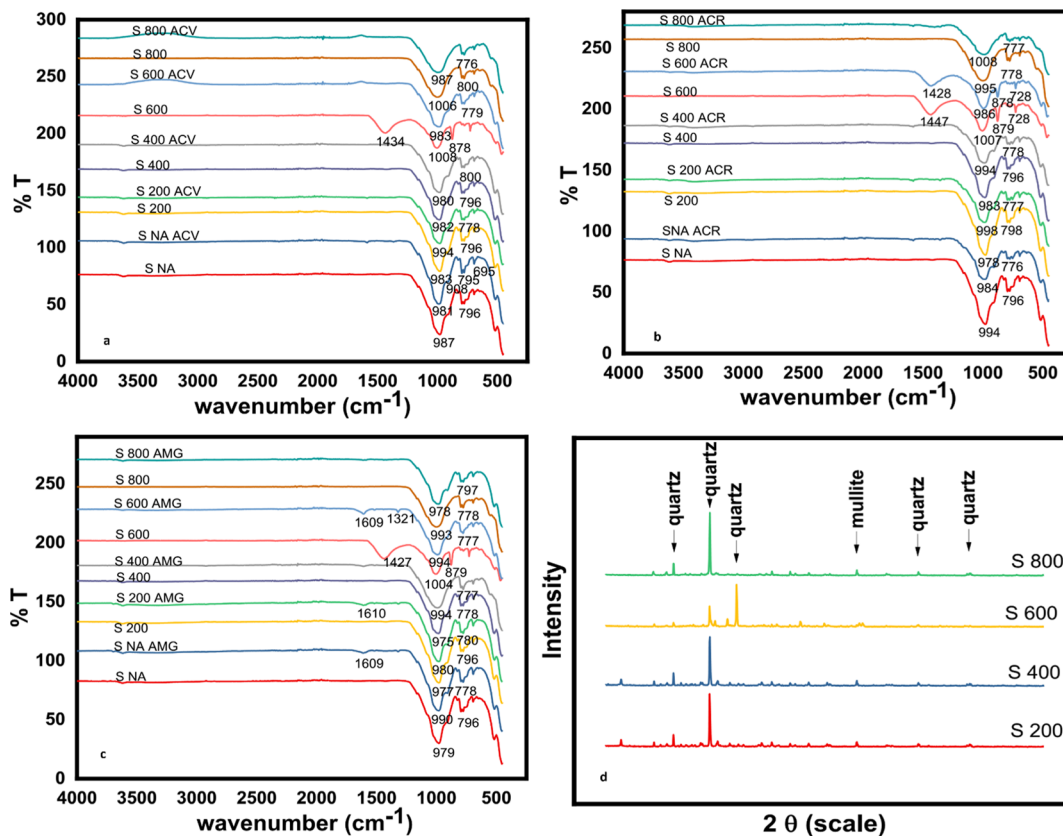 300
250
200
150
100
50
0
% T
S 800 ACV
S 800
S 600 ACV
S 600
S 400 ACV
S 400
S 200 ACV
S 200
S NA ACV
S NA
776
987
800
1006
779
1434
983
878
1008
800
980
796
982
778
994
796
983
795
695
908
981
796
987
a
4000 3500 3000 2500 2000 1500 1000 500
wavenumber (cm-1)
250
200
150
100
50
0
% T
S 800 ACR
S 800
S 600 ACR
S 600
S 400 ACR
S 400
S 200 ACR
S 200
SNA ACR
S NA
777
1008
778
995
1428
878
728
986
1447
879
728
1007
778
994
796
983
777
998
798
978
776
984
796
994
b
4000 3500 3000 2500 2000 1500 1000 500
wavenumber (cm-1)
250
200
150
100
50
0
% T
S 800 AMG
S 800
S 600 AMG
S 600
S 400 AMG
S 400
S 200 AMG
S 200
S NA AMG
S NA
797
978
778
1609
1321
993
777
1427
994
879
1004
777
994
778
1610
975
780
980
796
1609
977
778
990
796
979
c
4000 3500 3000 2500 2000 1500 1000 500
wavenumber (cm-1)
quartz
quartz
quartz
mullite
quartz
quartz
S 800
S 600
S 400
S 200
Intensity
d
2 θ (scale)